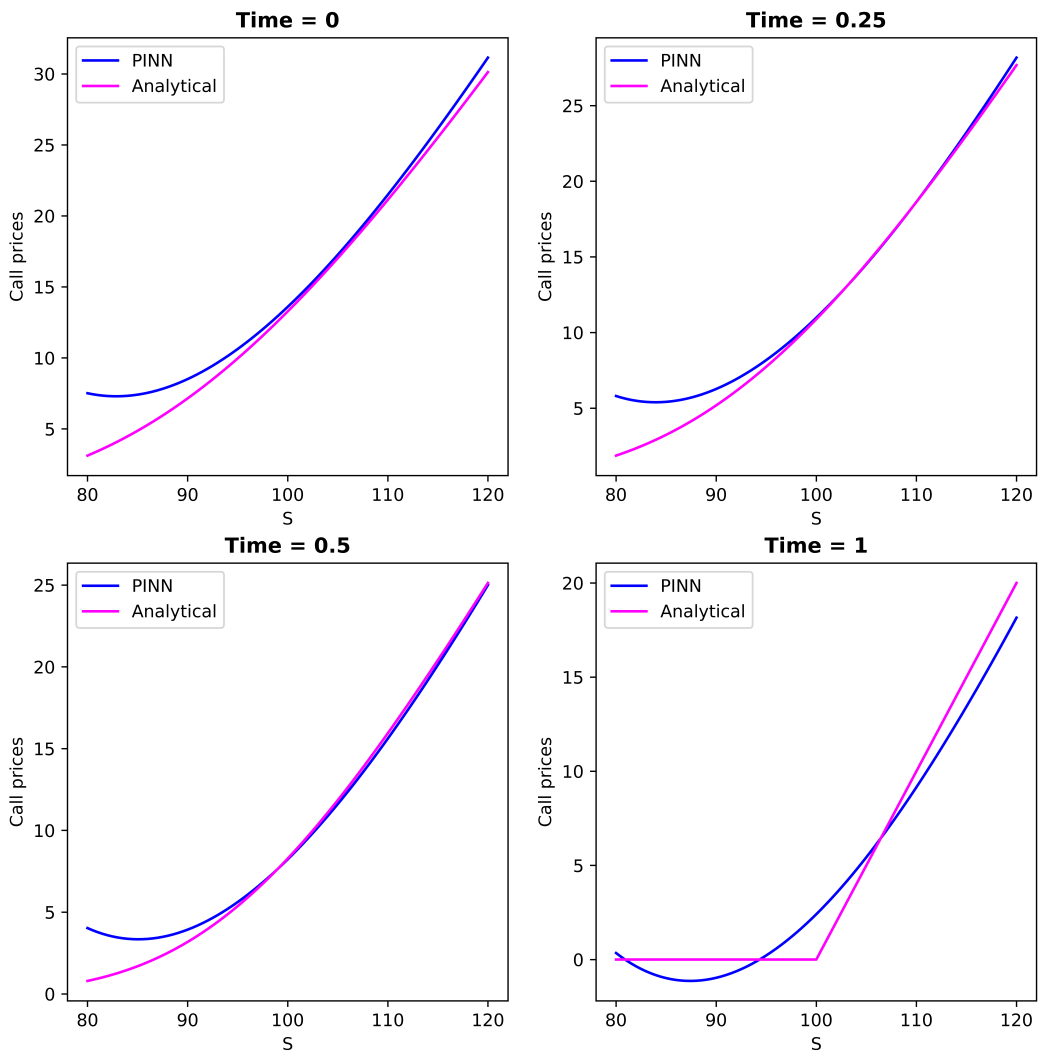 Time = 0
PINN
Analytical
Call prices
30
25
20
15
10
5
80 90 100 110 120
S
Time = 0.25
PINN
Analytical
Call prices
25
20
15
10
5
80 90 100 110 120
S
Time = 0.5
PINN
Analytical
Call prices
25
20
15
10
5
0
80 90 100 110 120
S
Time = 1
PINN
Analytical
Call prices
20
15
10
5
0
80 90 100 110 120
S